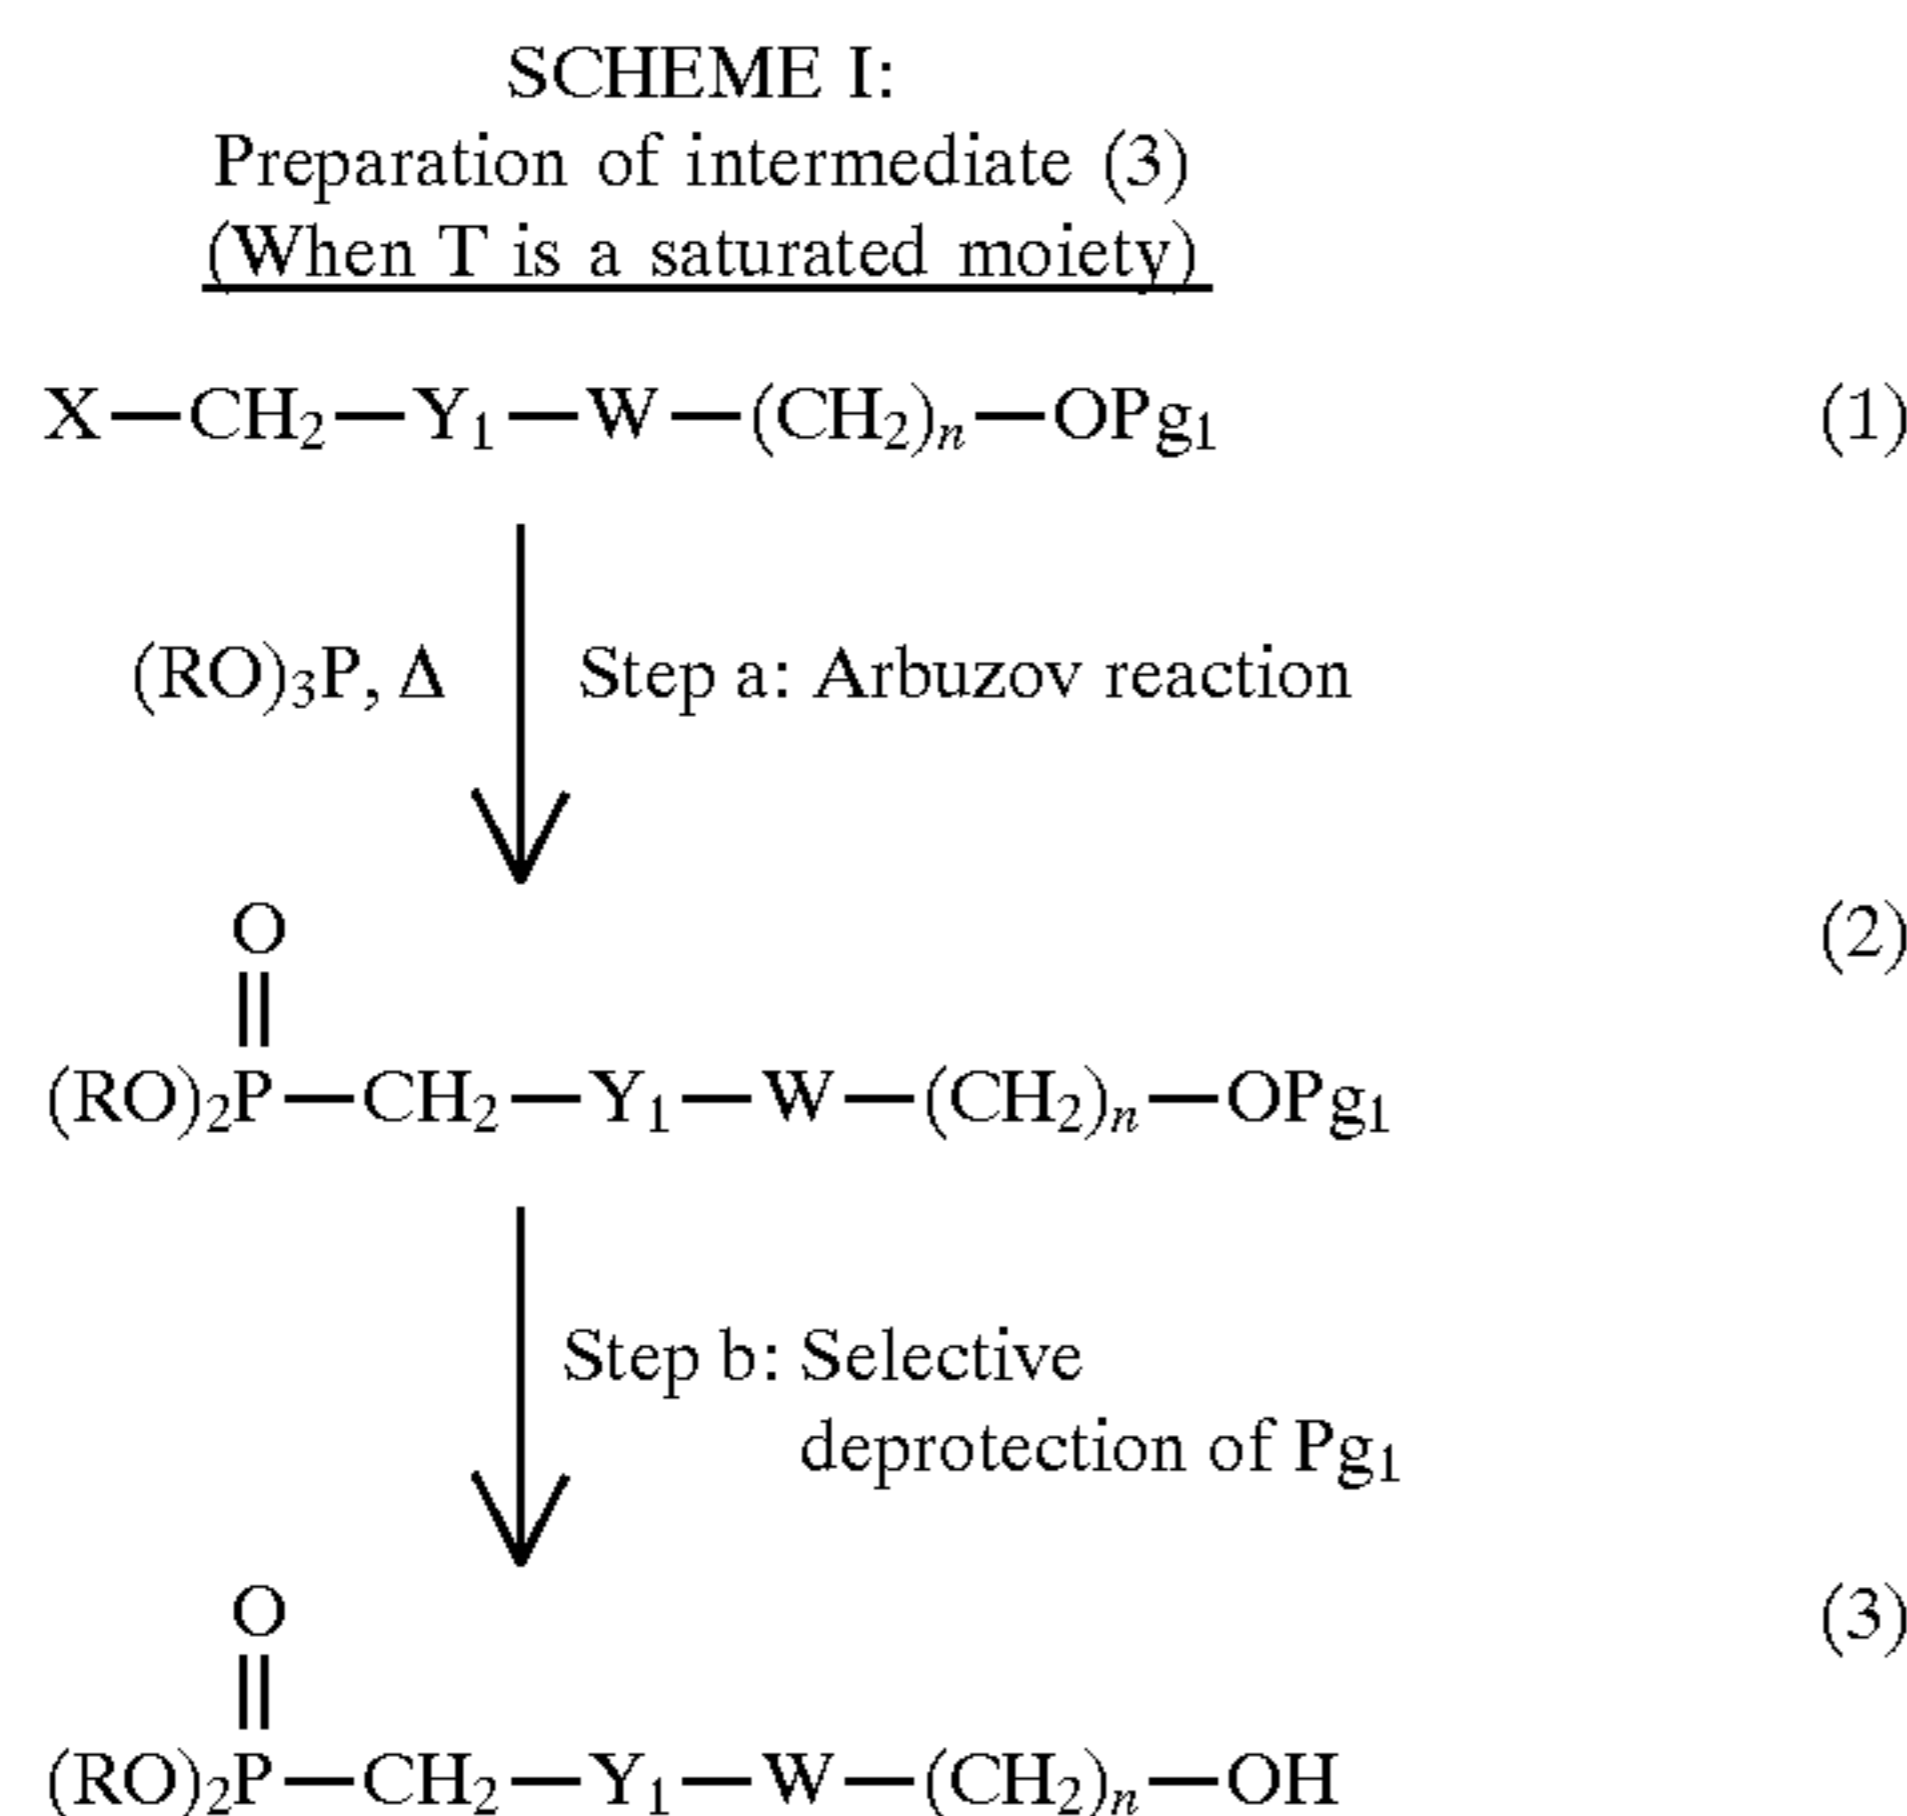 SCHEME I:
Preparation of intermediate (3)
(When T is a saturated moiety)
X—CH₂—Y₁—W—(CH₂)ₙ—OPg₁ (1)
(RO)₃P, Δ Step a: Arbuzov reaction
O (2)
(RO)₂P—CH₂—Y₁—W—(CH₂)ₙ—OPg₁
Step b: Selective
deprotection of Pg₁
O (3)
(RO)₂P—CH₂—Y₁—W—(CH₂)ₙ—OH